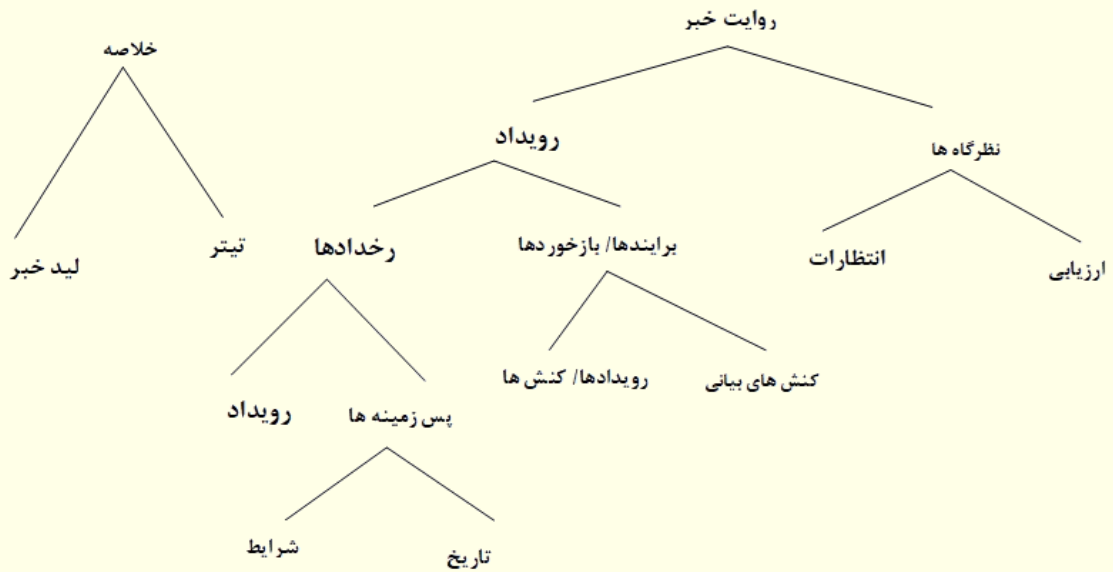 روایت خبر
خلاصه
رویداد
نظرگاه ها
تیتر
لید خبر
رخدادها
برایندها/ بازخوردها
انتظارات
ارزیابی
رویداد
پس زمینه ها
رویدادها/ کنش ها
کنش های بیانی
شرایط
تاریخ